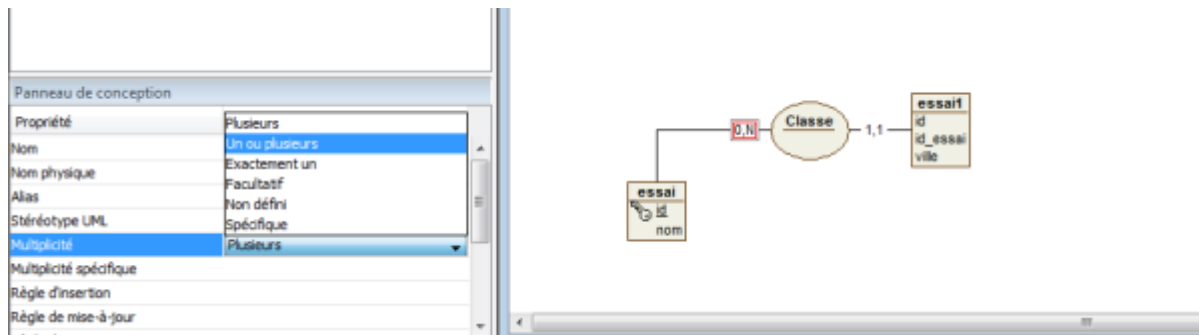 Panneau de conception
Propriété
Nom
Nom physique
Alias
Stéréotype UML
Multiplicité
Multiplicité spécifique
Règle d'insertion
Règle de mise-à-jour
Plusieurs
Un ou plusieurs
Exactement un
Facultatif
Non défini
Spécifique
Plusieurs
0,N
Classe
1,1
essai1
id
id_essai
ville
essai
id
nom